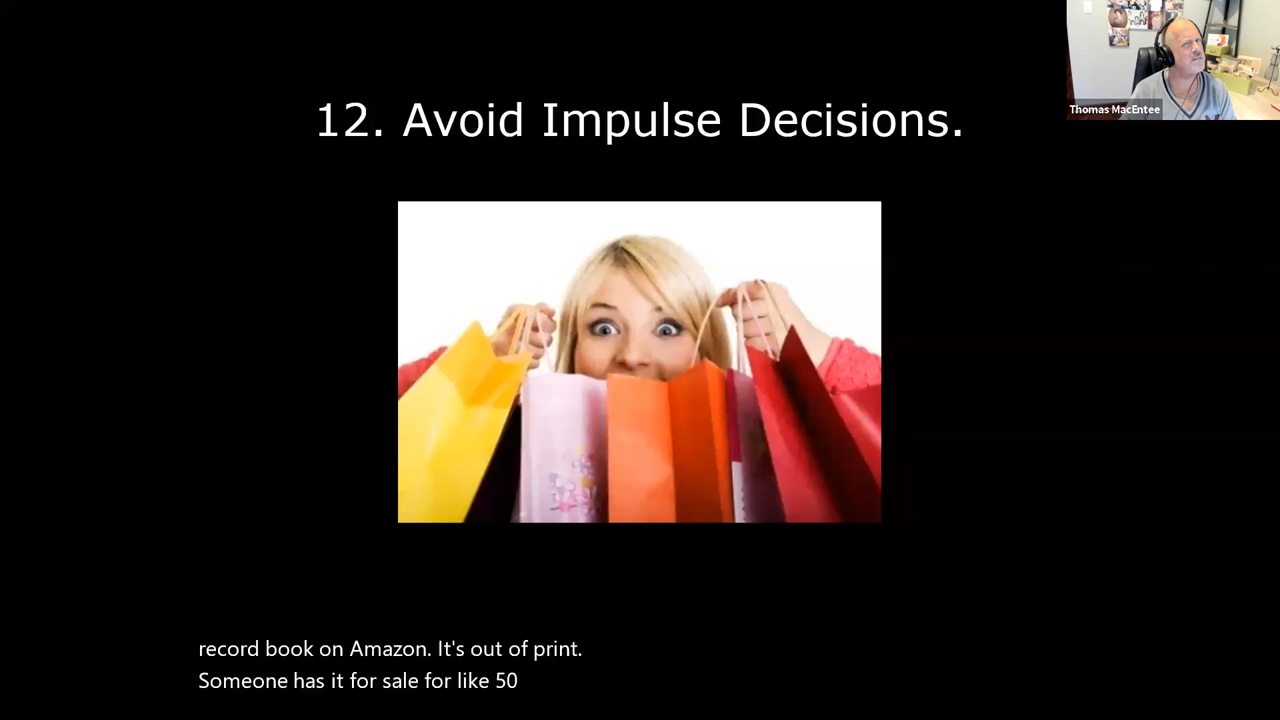 Thomas MacEntee
12. Avoid Impulse Decisions.
record book on Amazon. It's out of print.
Someone has it for sale for like 50